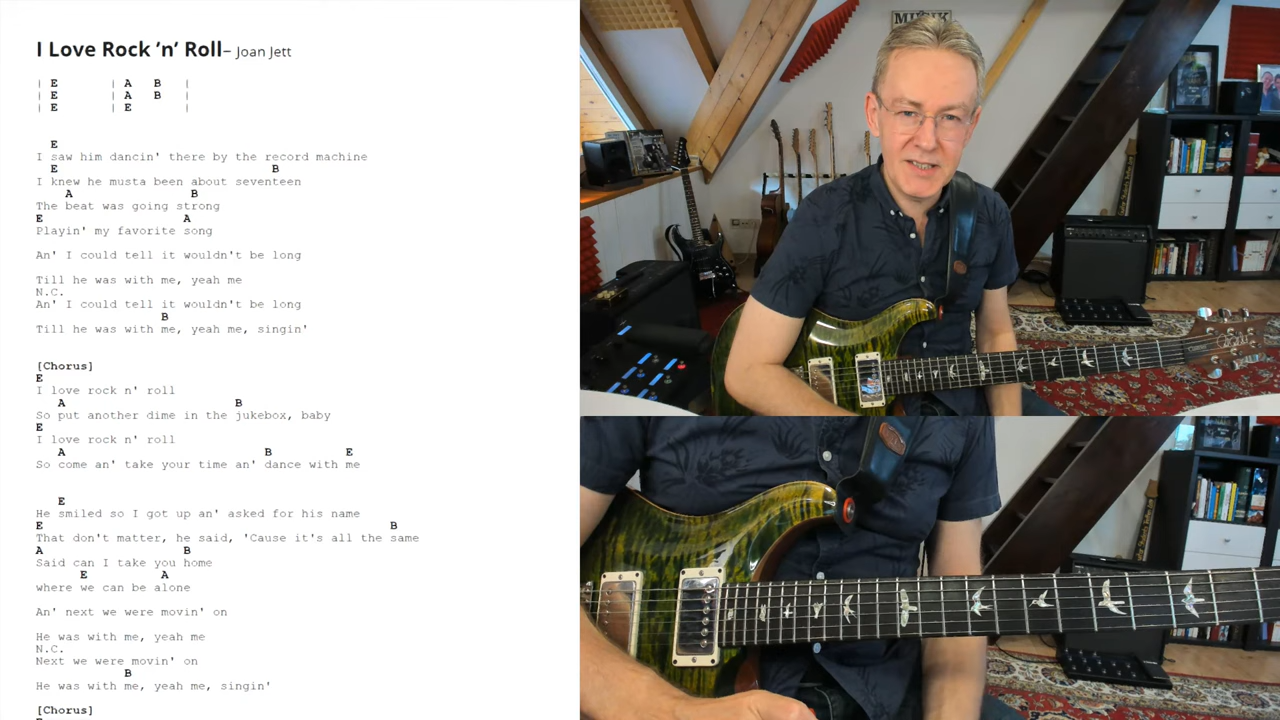 I Love Rock ‘n’ Roll– Joan Jett
| E | A B |
| E | A B |
| E | E |
E
I saw him dancin' there by the record machine
E B
I knew he musta been about seventeen
A B
The beat was going strong
E A
Playin' my favorite song
An' I could tell it wouldn't be long
Till he was with me, yeah me
N.C.
An' I could tell it wouldn't be long
B
Till he was with me, yeah me, singin'
[Chorus]
E
I love rock n' roll
A B
So put another dime in the jukebox, baby
E
I love rock n' roll
A B E
So come an' take your time an' dance with me
E
He smiled so I got up an' asked for his name
E B
That don't matter, he said, 'Cause it's all the same
A B
Said can I take you home
E A
where we can be alone
An' next we were movin' on
He was with me, yeah me
N.C.
Next we were movin' on
B
He was with me, yeah me, singin'
[Chorus]
MUSIK